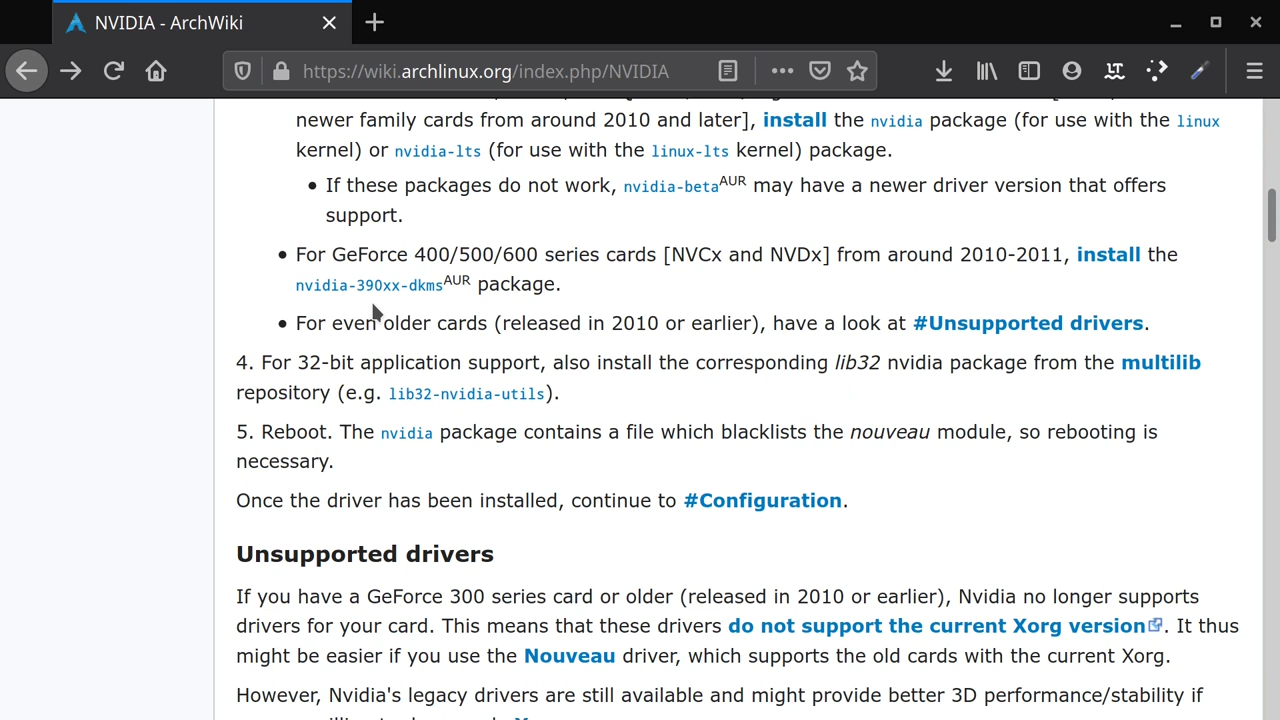 NVIDIA - ArchWiki
https://wiki.archlinux.org/index.php/NVIDIA
newer family cards from around 2010 and later], install the nvidia package (for use with the linux
kernel) or nvidia-lts (for use with the linux-lts kernel) package.
• If these packages do not work, nvidia-betaAUR may have a newer driver version that offers
support.
• For GeForce 400/500/600 series cards [NVCx and NVDx] from around 2010-2011, install the
nvidia-390xx-dkmsAUR package.
• For even older cards (released in 2010 or earlier), have a look at #Unsupported drivers.
4. For 32-bit application support, also install the corresponding lib32 nvidia package from the multilib
repository (e.g. lib32-nvidia-utils).
5. Reboot. The nvidia package contains a file which blacklists the nouveau module, so rebooting is
necessary.
Once the driver has been installed, continue to #Configuration.
Unsupported drivers
If you have a GeForce 300 series card or older (released in 2010 or earlier), Nvidia no longer supports
drivers for your card. This means that these drivers do not support the current Xorg version. It thus
might be easier if you use the Nouveau driver, which supports the old cards with the current Xorg.
However, Nvidia's legacy drivers are still available and might provide better 3D performance/stability if